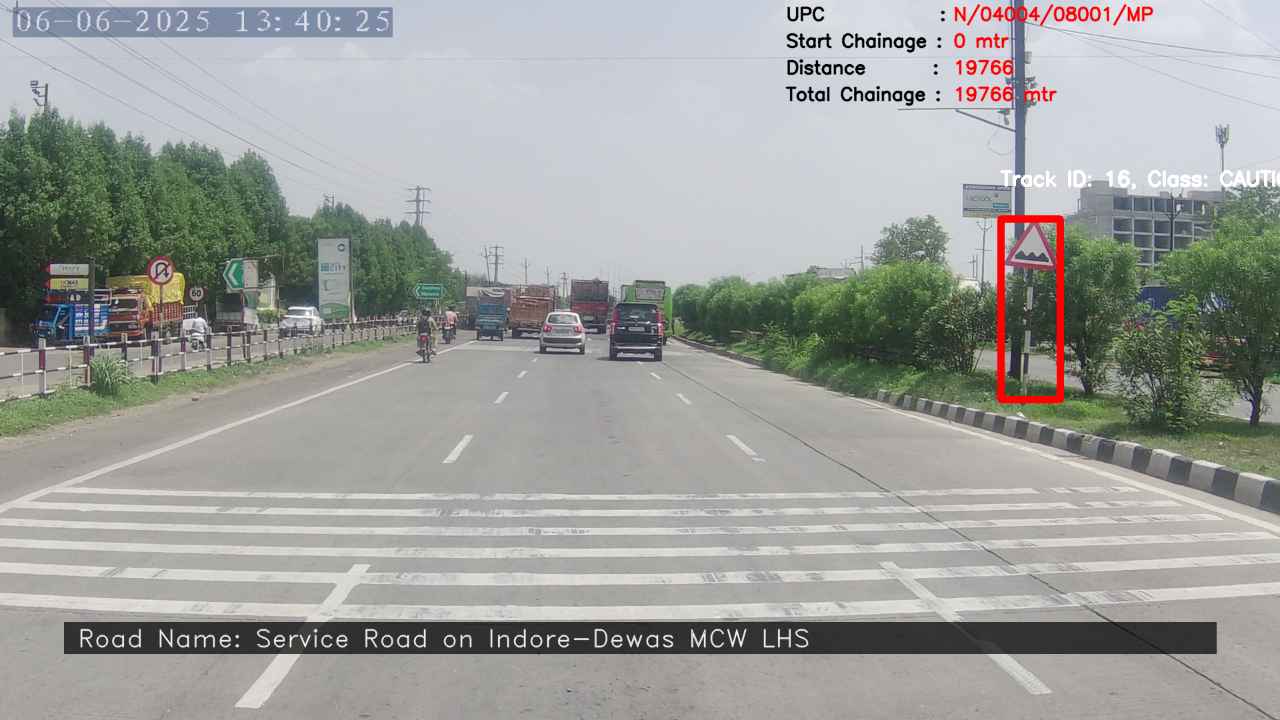 06-06-2025 13:40:25
UPC : N/04004/08001/MP
Start Chainage : 0 mtr
Distance : 19766
Total Chainage : 19766 mtr
Track ID: 16, Class: CAUTI
CITY
Road Name: Service Road on Indore-Dewas MCW LHS